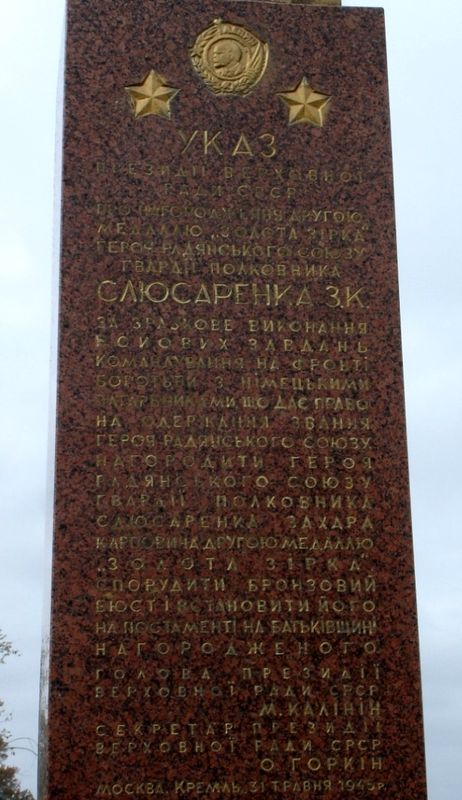 УКАЗ
ПРЕЗИДІЇ ВЕРХОВНОЇ
РАДИ СРСР
ПРО НАГОРОДЖЕННЯ ДРУГОЮ
МЕДАЛЛЮ „ЗОЛОТА ЗІРКА"
ГЕРОЯ РАДЯНСЬКОГО СОЮЗУ
ГВАРДІЇ ПОЛКОВНИКА
СЛЮСАРЕНКА З.К.
ЗА ЗРАЗКОВЕ ВИКОНАННЯ
БОЙОВИХ ЗАВДАНЬ
КОМАНДУВАННЯ НА ФРОНТІ
БОРОТЬБИ З НІМЕЦЬКИМИ
ЗАГАРБНИКАМИ ЩО ДАЄ ПРАВО
НА ОДЕРЖАННЯ ЗВАННЯ
ГЕРОЯ РАДЯНСЬКОГО СОЮЗУ
НАГОРОДИТИ ГЕРОЯ
РАДЯНСЬКОГО СОЮЗУ
ГВАРДІЇ ПОЛКОВНИКА
СЛЮСАРЕНКА ЗАХАРА
КАРПОВИЧА ДРУГОЮ МЕДАЛЛЮ
„ЗОЛОТА ЗІРКА"
СПОРУДИТИ БРОНЗОВИЙ
БЮСТ І ВСТАНОВИТИ ЙОГО
НА ПОСТАМЕНТІ НА БАТЬКІВЩИНІ
НАГОРОДЖЕНОГО
ГОЛОВА ПРЕЗИДІЇ
ВЕРХОВНОЇ РАДИ СРСР
М. КАЛІНІН
СЕКРЕТАР ПРЕЗИДІЇ
ВЕРХОВНОЇ РАДИ СРСР
О ГОРКІН
МОСКВА, КРЕМЛЬ, 31 ТРАВНЯ 1945 р.